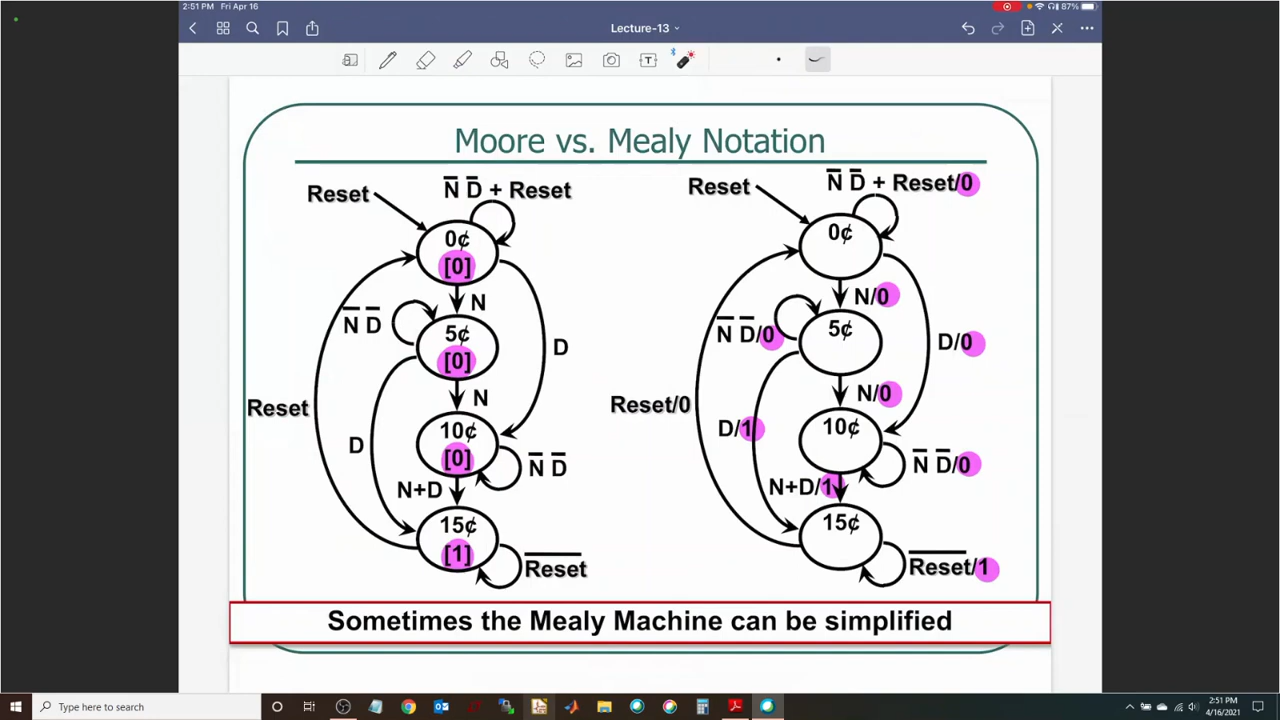 2:51 PM Fri Apr 16
87%
Lecture-13
T
Moore vs. Mealy Notation
Reset
N̅ D̅ + Reset
0¢
[0]
N
N̅ D̅
5¢
[0]
D
N
Reset
10¢
[0]
D
N̅ D̅
N+D
15¢
[1]
R̅e̅s̅e̅t̅
Reset
N̅ D̅ + Reset/0
0¢
N/0
N̅ D̅/0
5¢
D/0
N/0
Reset/0
D/1
10¢
N̅ D̅/0
N+D/1
15¢
R̅e̅s̅e̅t̅/1
Sometimes the Mealy Machine can be simplified
Type here to search
2:51 PM
4/16/2021